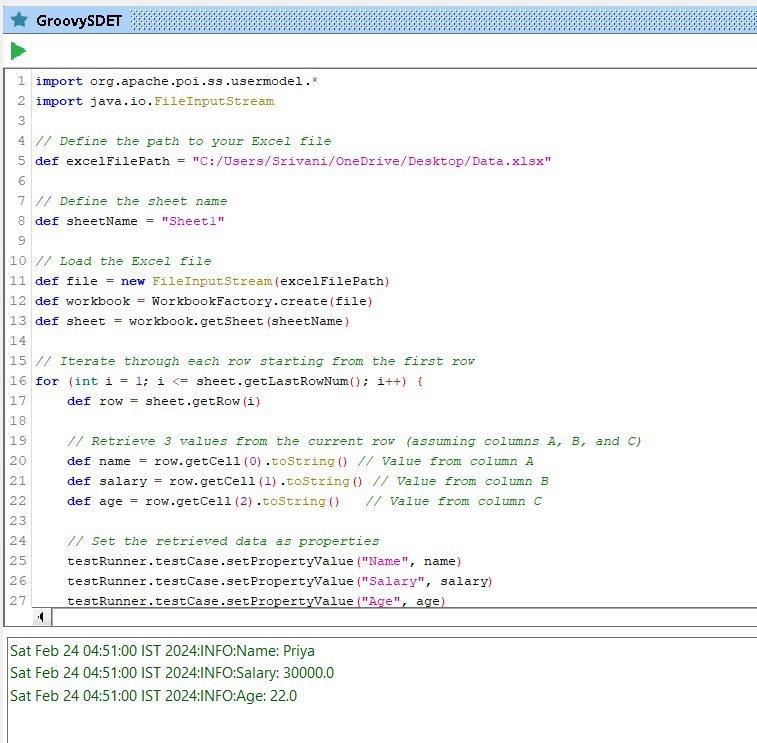 GroovySDET
1 import org.apache.poi.ss.usermodel.*
2 import java.io.FileInputStream
3
4 // Define the path to your Excel file
5 def excelFilePath = "C:/Users/Srivani/OneDrive/Desktop/Data.xlsx"
6
7 // Define the sheet name
8 def sheetName = "Sheet1"
9
10 // Load the Excel file
11 def file = new FileInputStream(excelFilePath)
12 def workbook = WorkbookFactory.create(file)
13 def sheet = workbook.getSheet(sheetName)
14
15 // Iterate through each row starting from the first row
16 for (int i = 1; i <= sheet.getLastRowNum(); i++) {
17     def row = sheet.getRow(i)
18
19     // Retrieve 3 values from the current row (assuming columns A, B, and C)
20     def name = row.getCell(0).toString() // Value from column A
21     def salary = row.getCell(1).toString() // Value from column B
22     def age = row.getCell(2).toString()   // Value from column C
23
24     // Set the retrieved data as properties
25     testRunner.testCase.setPropertyValue("Name", name)
26     testRunner.testCase.setPropertyValue("Salary", salary)
27     testRunner.testCase.setPropertyValue("Age", age)
Sat Feb 24 04:51:00 IST 2024:INFO:Name: Priya
Sat Feb 24 04:51:00 IST 2024:INFO:Salary: 30000.0
Sat Feb 24 04:51:00 IST 2024:INFO:Age: 22.0